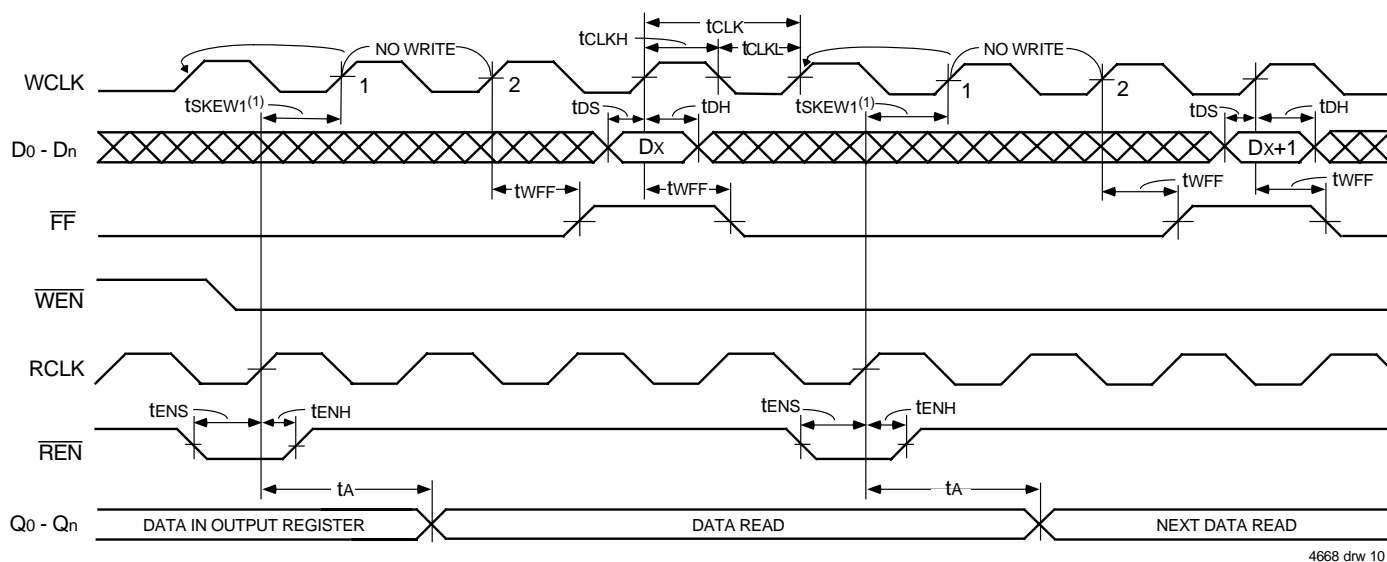 tCLK
tCLKH
tCLKL
NO WRITE
NO WRITE
WCLK
1
2
1
2
tSKEW1(1)
tDS
tDH
tSKEW1(1)
tDS
tDH
D0 - Dn
DX
DX+1
tWFF
tWFF
tWFF
tWFF
FF
WEN
RCLK
tENS
tENH
tENS
tENH
REN
tA
tA
Q0 - Qn
DATA IN OUTPUT REGISTER
DATA READ
NEXT DATA READ
4668 drw 10